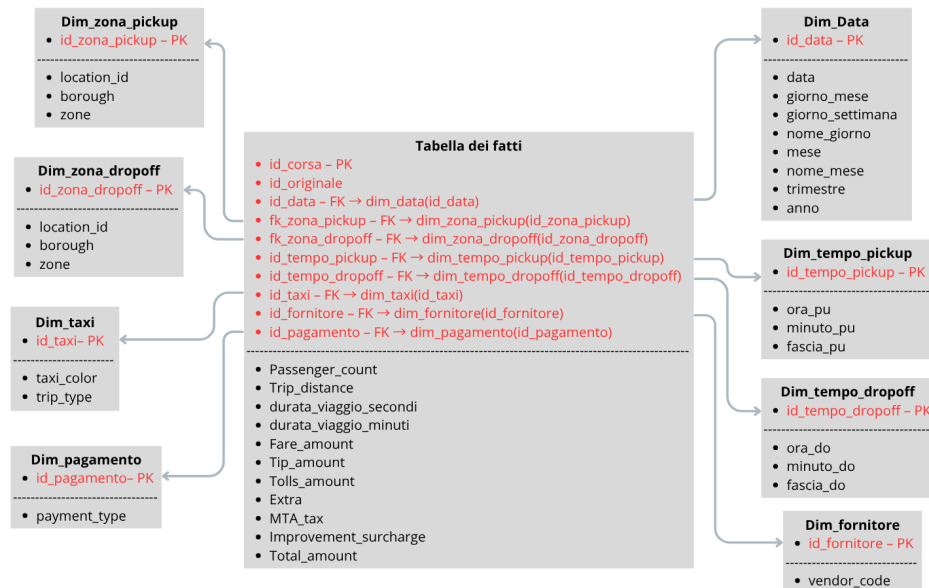 Dim_zona_pickup
• id_zona_pickup – PK
• location_id
• borough
• zone
Dim_zona_dropoff
• id_zona_dropoff – PK
• location_id
• borough
• zone
Dim_taxi
• id_taxi– PK
• taxi_color
• trip_type
Dim_pagamento
• id_pagamento– PK
• payment_type
Tabella dei fatti
• id_corsa – PK
• id_originale
• id_data – FK → dim_data(id_data)
• fk_zona_pickup – FK → dim_zona_pickup(id_zona_pickup)
• fk_zona_dropoff – FK → dim_zona_dropoff(id_zona_dropoff)
• id_tempo_pickup – FK → dim_tempo_pickup(id_tempo_pickup)
• id_tempo_dropoff – FK → dim_tempo_dropoff(id_tempo_dropoff)
• id_taxi – FK → dim_taxi(id_taxi)
• id_fornitore – FK → dim_fornitore(id_fornitore)
• id_pagamento – FK → dim_pagamento(id_pagamento)
• Passenger_count
• Trip_distance
• durata_viaggio_secondi
• durata_viaggio_minuti
• Fare_amount
• Tip_amount
• Tolls_amount
• Extra
• MTA_tax
• Improvement_surcharge
• Total_amount
Dim_Data
• id_data – PK
• data
• giorno_mese
• giorno_settimana
• nome_giorno
• mese
• nome_mese
• trimestre
• anno
Dim_tempo_pickup
• id_tempo_pickup – PK
• ora_pu
• minuto_pu
• fascia_pu
Dim_tempo_dropoff
• id_tempo_dropoff – PK
• ora_do
• minuto_do
• fascia_do
Dim_fornitore
• id_fornitore – PK
• vendor_code